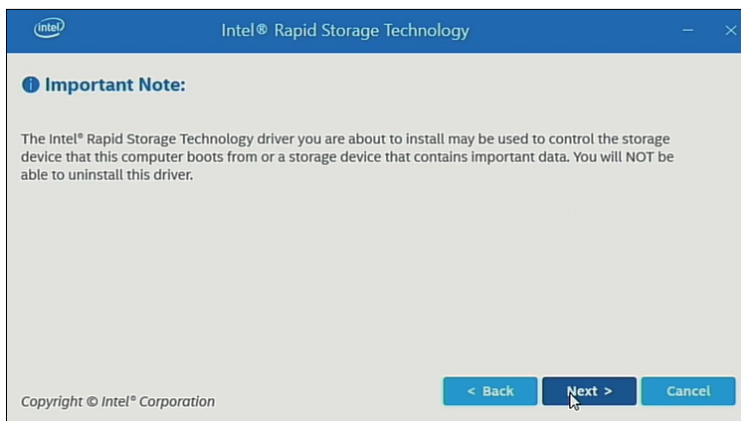 intel
Intel® Rapid Storage Technology
Important Note:
The Intel® Rapid Storage Technology driver you are about to install may be used to control the storage
device that this computer boots from or a storage device that contains important data. You will NOT be
able to uninstall this driver.
< Back
Next >
Cancel
Copyright © Intel® Corporation